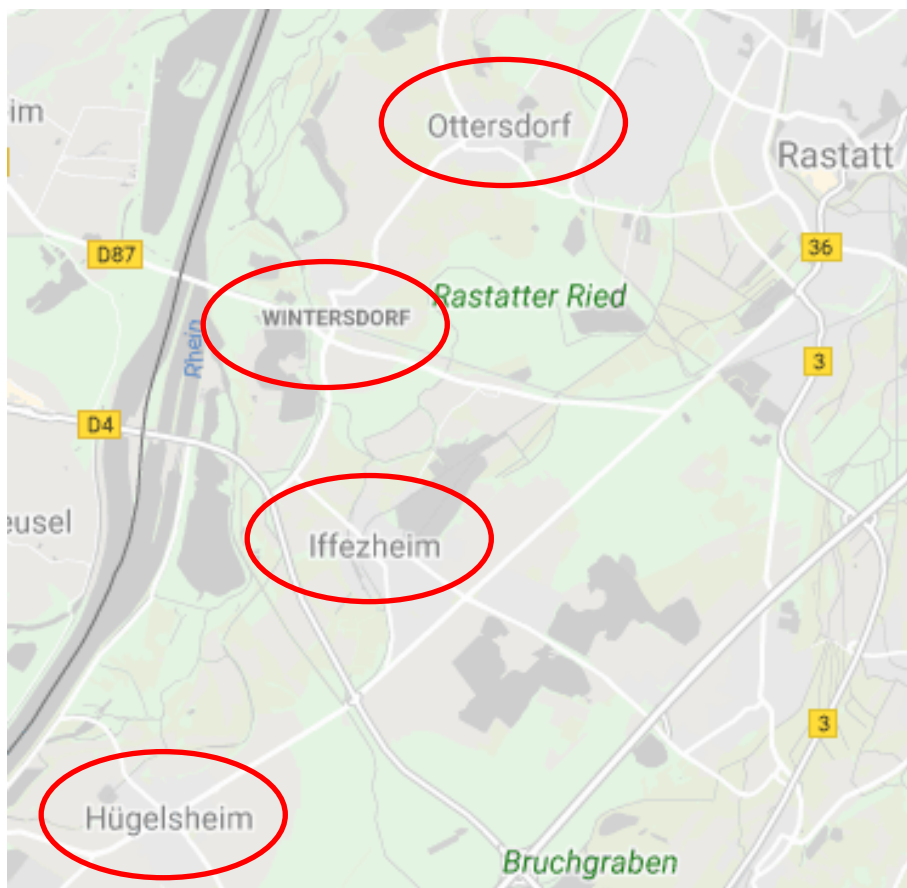 im
Ottersdorf
Rastatt
D87
36
Rastatter Ried
WINTERSDORF
Rhein
3
D4
eusel
Iffezheim
3
Hügelsheim
Bruchgraben